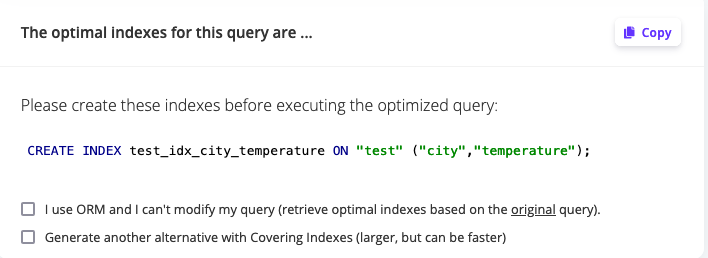 The optimal indexes for this query are ...
Copy
Please create these indexes before executing the optimized query:
CREATE INDEX test_idx_city_temperature ON "test" ("city","temperature");
I use ORM and I can't modify my query (retrieve optimal indexes based on the original query).
Generate another alternative with Covering Indexes (larger, but can be faster)